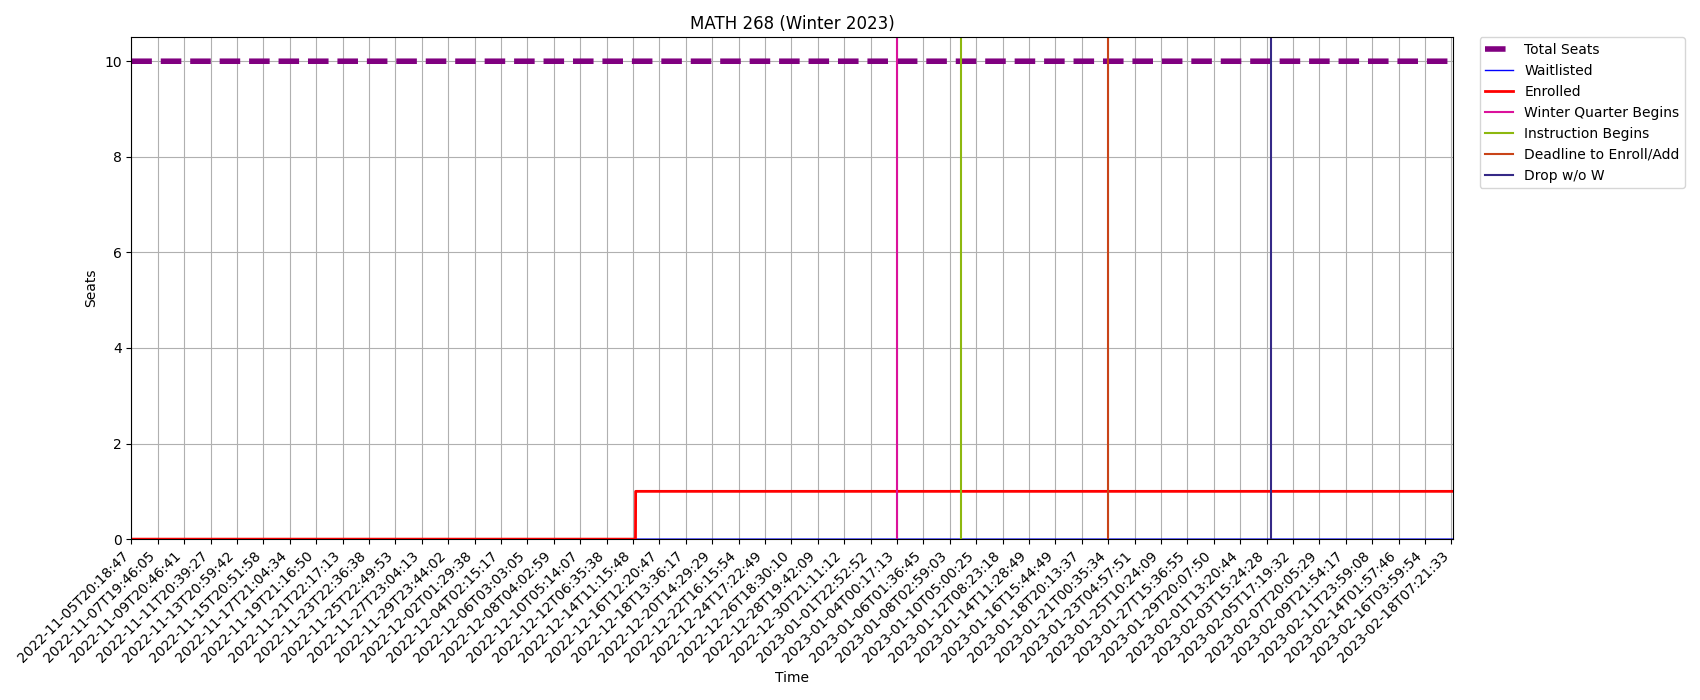 MATH 268 (Winter 2023)
Total Seats
Waitlisted
Enrolled
Winter Quarter Begins
Instruction Begins
Deadline to Enroll/Add
Drop w/o W
Seats
10
8
6
4
2
0
2022-11-05T20:18:47
2022-11-07T19:46:05
2022-11-09T20:46:41
2022-11-11T20:39:27
2022-11-13T20:59:42
2022-11-15T20:51:58
2022-11-17T21:04:34
2022-11-19T21:16:50
2022-11-21T22:17:13
2022-11-23T22:36:38
2022-11-25T22:49:53
2022-11-27T23:04:13
2022-11-29T23:44:02
2022-12-02T01:29:38
2022-12-04T02:15:17
2022-12-06T03:03:05
2022-12-08T04:02:59
2022-12-10T05:14:07
2022-12-12T06:35:38
2022-12-14T11:15:48
2022-12-16T12:20:47
2022-12-18T13:36:17
2022-12-20T14:29:29
2022-12-22T16:15:54
2022-12-24T17:22:49
2022-12-26T18:30:10
2022-12-28T19:42:09
2022-12-30T21:11:12
2023-01-01T22:52:52
2023-01-04T00:17:13
2023-01-06T01:36:45
2023-01-08T02:59:03
2023-01-10T05:00:25
2023-01-12T08:23:18
2023-01-14T11:28:49
2023-01-16T15:44:49
2023-01-18T20:13:37
2023-01-21T00:35:34
2023-01-23T04:57:51
2023-01-25T10:24:09
2023-01-27T15:36:55
2023-01-29T20:07:50
2023-02-01T13:20:44
2023-02-03T15:24:28
2023-02-05T17:19:32
2023-02-07T20:05:29
2023-02-09T21:54:17
2023-02-11T23:59:08
2023-02-14T01:57:46
2023-02-16T03:59:54
2023-02-18T07:21:33
Time